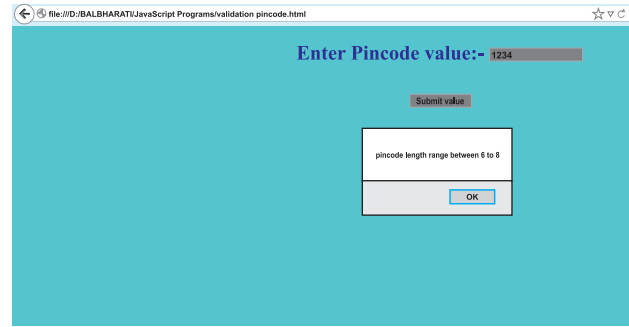 file:///D:/BALBHARATI/JavaScript Programs/validation pincode.html
Enter Pincode value:- 1234
Submit value
pincode length range between 6 to 8
OK